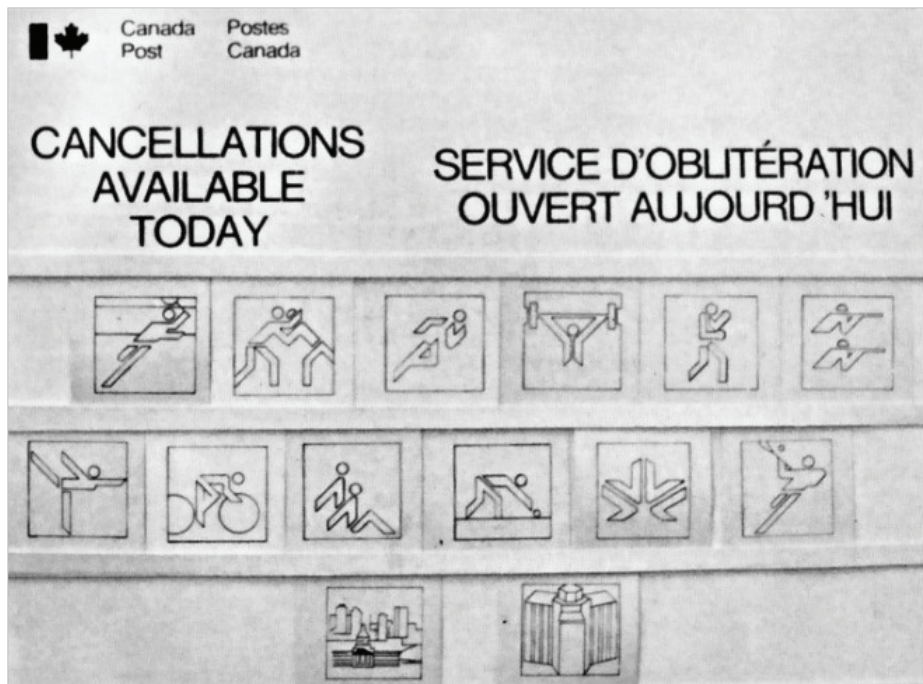 Canada Postes
Post Canada
CANCELLATIONS
AVAILABLE
TODAY
SERVICE D'OBLITÉRATION
OUVERT AUJOURD'HUI